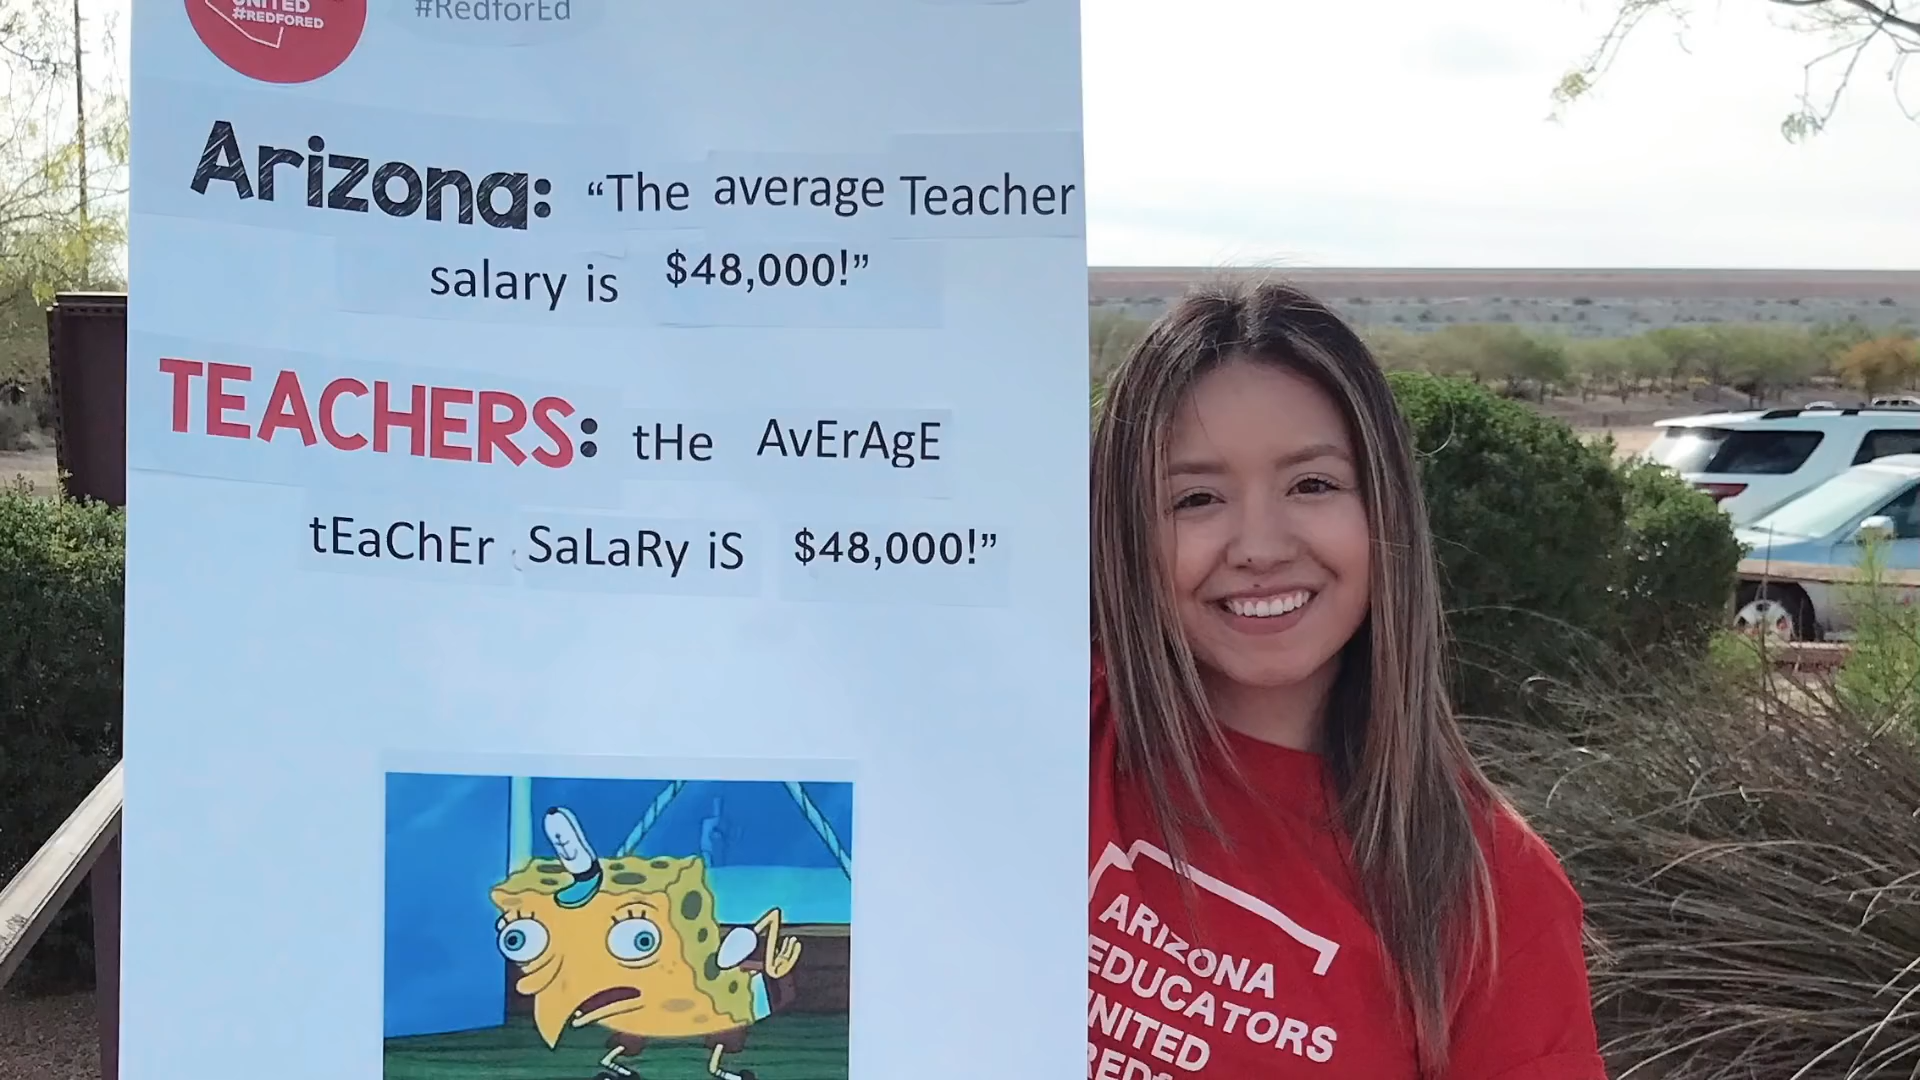 UNITED
#REDFORED
#RedforEd
Arizona: “The average Teacher
salary is $48,000!”
TEACHERS: tHe AvErAgE
tEaChEr SaLaRy iS $48,000!”
ARIZONA
EDUCATORS
UNITED